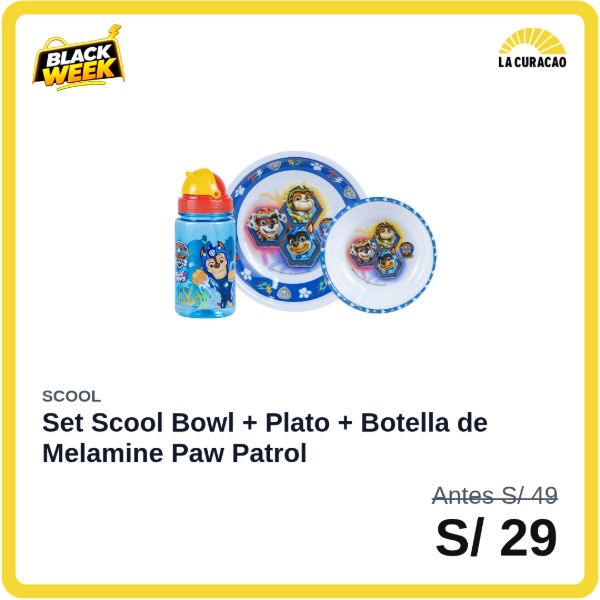 BLACK
WEEK
LA CURACAO
SCOOL
Set Scool Bowl + Plato + Botella de
Melamine Paw Patrol
Antes S/ 49
S/ 29